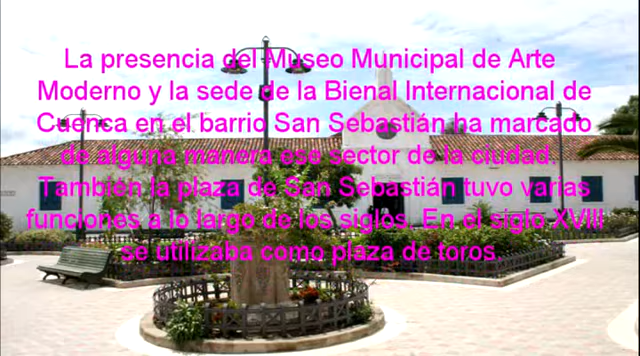 La presencia del Museo Municipal de Arte
Moderno y la sede de la Bienal Internacional de
Cuenca en el barrio San Sebastián ha marcado
de alguna manera ese sector de la ciudad.
También la plaza de San Sebastián tuvo varias
funciones a lo largo de los siglos. En el siglo XVIII
se utilizaba como plaza de toros